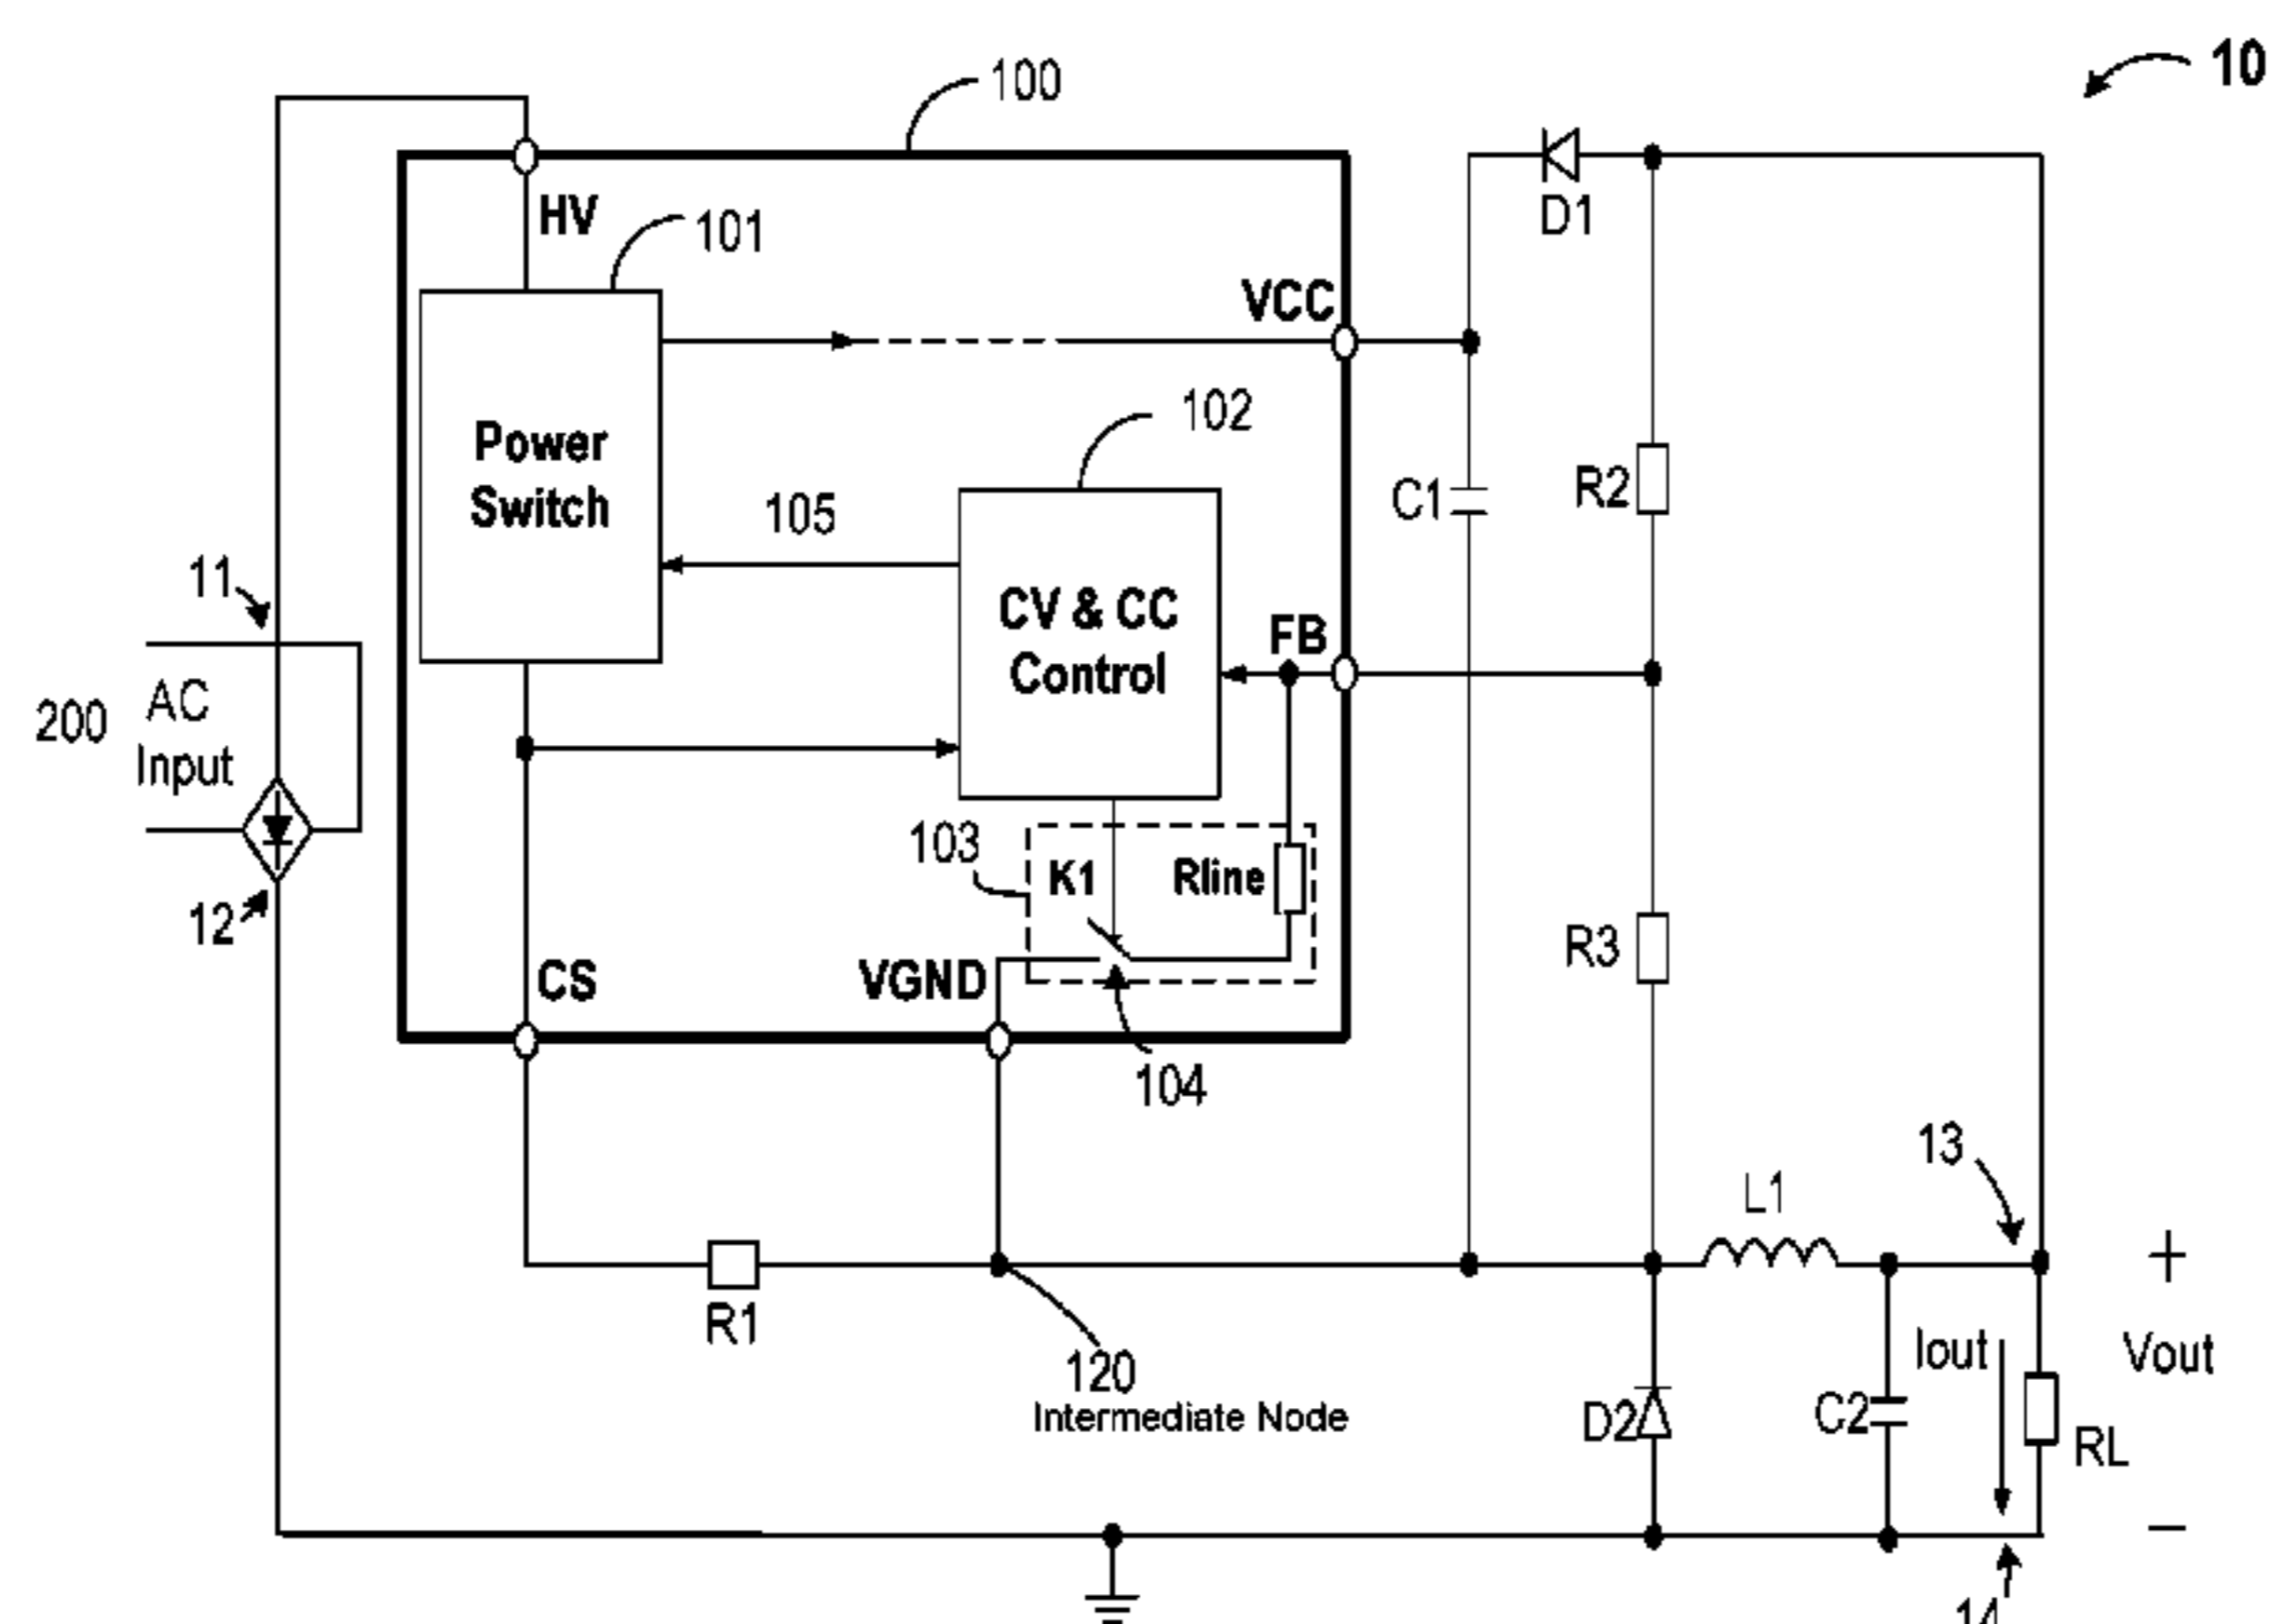 10
100
HV
101
D1
VCC
Power
Switch
102
C1
R2
105
11
CV & CC
Control
FB
200
AC
Input
103
K1
Rline
12
R3
CS
VGND
104
13
L1
+
R1
120
Intermediate Node
Iout
Vout
D2
C2
RL
−
14